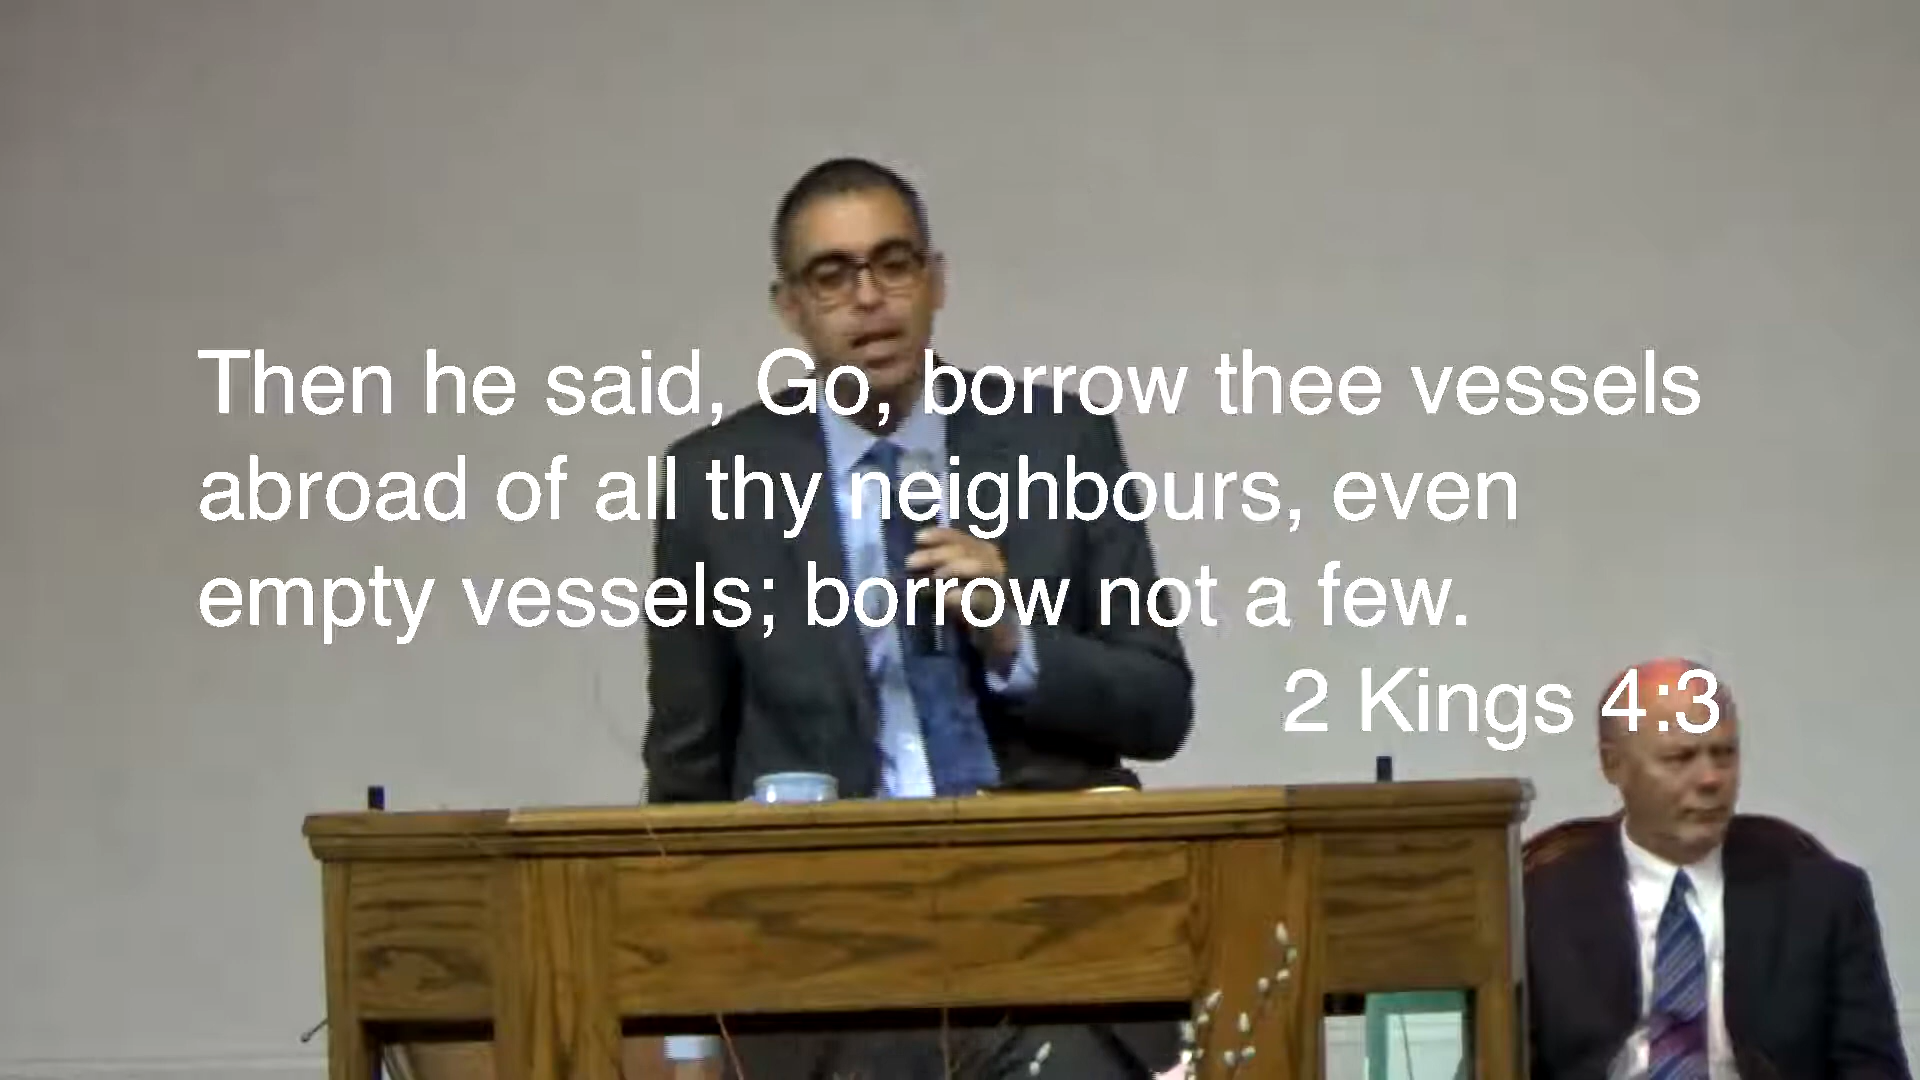 Then he said, Go, borrow thee vessels
abroad of all thy neighbours, even
empty vessels; borrow not a few.
2 Kings 4:3